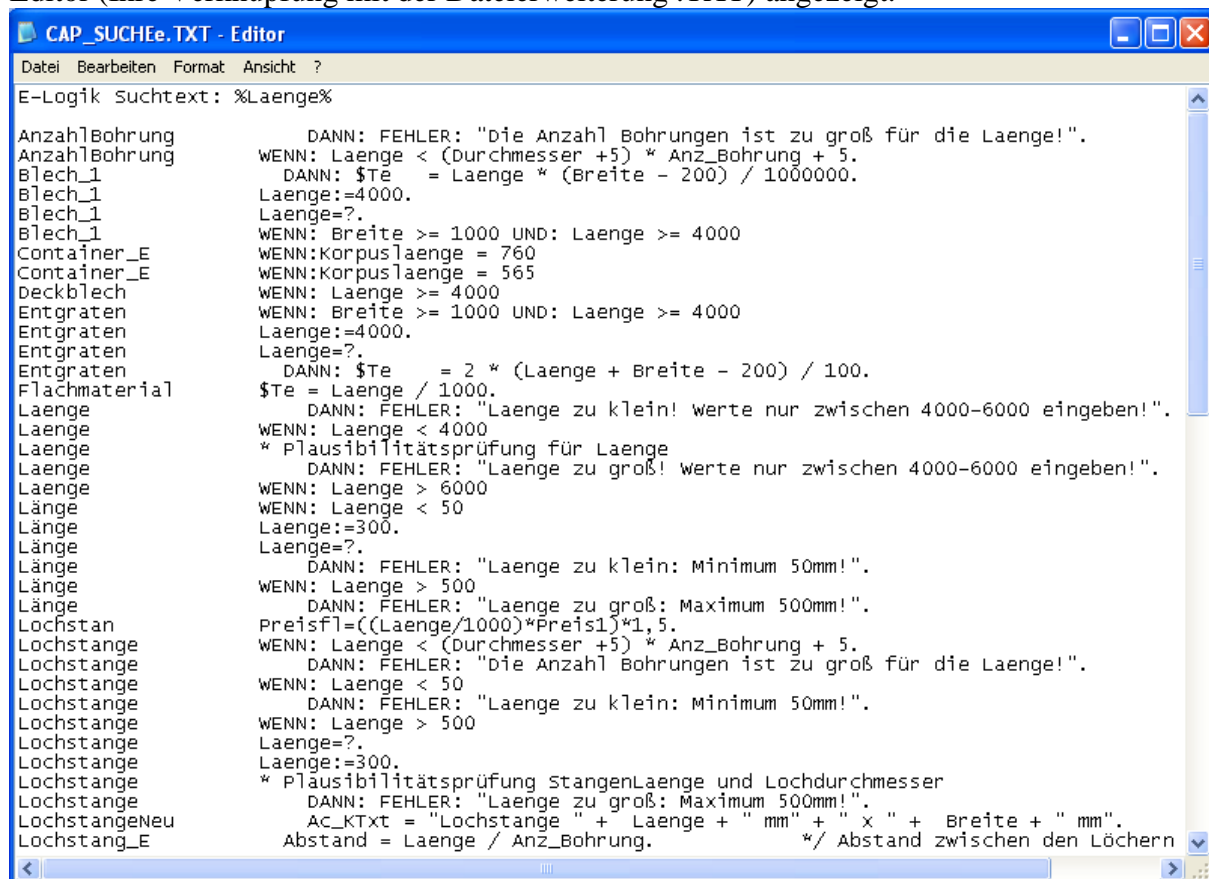 Editor (Ihre Verknüpfung mit der Dateierweiterung .TXT) angezeigt.
CAP_SUCHEe.TXT - Editor
Datei Bearbeiten Format Ansicht ?
E-Logik Suchtext: %Laenge%
AnzahlBohrung DANN: FEHLER: "Die Anzahl Bohrungen ist zu groß für die Laenge!".
AnzahlBohrung WENN: Laenge < (Durchmesser +5) * Anz_Bohrung + 5.
Blech_1 DANN: $Te = Laenge * (Breite - 200) / 1000000.
Blech_1 Laenge:=4000.
Blech_1 Laenge=?.
Blech_1 WENN: Breite >= 1000 UND: Laenge >= 4000
Container_E WENN:Korpuslaenge = 760
Container_E WENN:Korpuslaenge = 565
Deckblech WENN: Laenge >= 4000
Entgraten WENN: Breite >= 1000 UND: Laenge >= 4000
Entgraten Laenge:=4000.
Entgraten Laenge=?.
Entgraten DANN: $Te = 2 * (Laenge + Breite - 200) / 100.
Flachmaterial $Te = Laenge / 1000.
Laenge DANN: FEHLER: "Laenge zu klein! Werte nur zwischen 4000-6000 eingeben!".
Laenge WENN: Laenge < 4000
Laenge * Plausibilitätsprüfung für Laenge
Laenge DANN: FEHLER: "Laenge zu groß! Werte nur zwischen 4000-6000 eingeben!".
Laenge WENN: Laenge > 6000
Länge WENN: Laenge < 50
Länge Laenge:=300.
Länge Laenge=?.
Länge DANN: FEHLER: "Laenge zu klein: Minimum 50mm!".
Länge WENN: Laenge > 500
Länge DANN: FEHLER: "Laenge zu groß: Maximum 500mm!".
Lochstan Preisfl=((Laenge/1000)*Preis1)*1,5.
Lochstange WENN: Laenge < (Durchmesser +5) * Anz_Bohrung + 5.
Lochstange DANN: FEHLER: "Die Anzahl Bohrungen ist zu groß für die Laenge!".
Lochstange WENN: Laenge < 50
Lochstange DANN: FEHLER: "Laenge zu klein: Minimum 50mm!".
Lochstange WENN: Laenge > 500
Lochstange Laenge=?.
Lochstange Laenge:=300.
Lochstange * Plausibilitätsprüfung StangenLaenge und Lochdurchmesser
Lochstange DANN: FEHLER: "Laenge zu groß: Maximum 500mm!".
LochstangeNeu Ac_KTxt = "Lochstange " + Laenge + " mm" + " x " + Breite + " mm".
Lochstang_E Abstand = Laenge / Anz_Bohrung. */ Abstand zwischen den Löchern